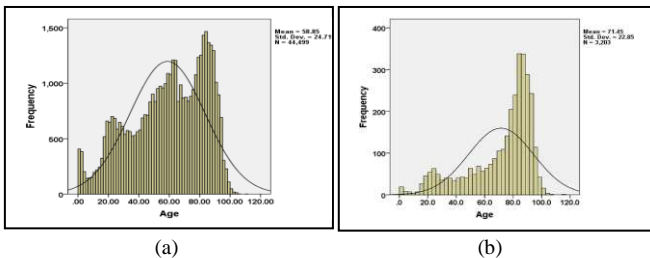 1,500
1,000
500
0
Frequency
.00 20.00 40.00 60.00 80.00 100.00 120.00
Age
Mean = 58.85
Std. Dev. = 24.71
N = 44,499
(a)
400
300
200
100
0
Frequency
.0 20.0 40.0 60.0 80.0 100.0 120.0
Age
Mean = 71.45
Std. Dev. = 22.85
N = 3,203
(b)